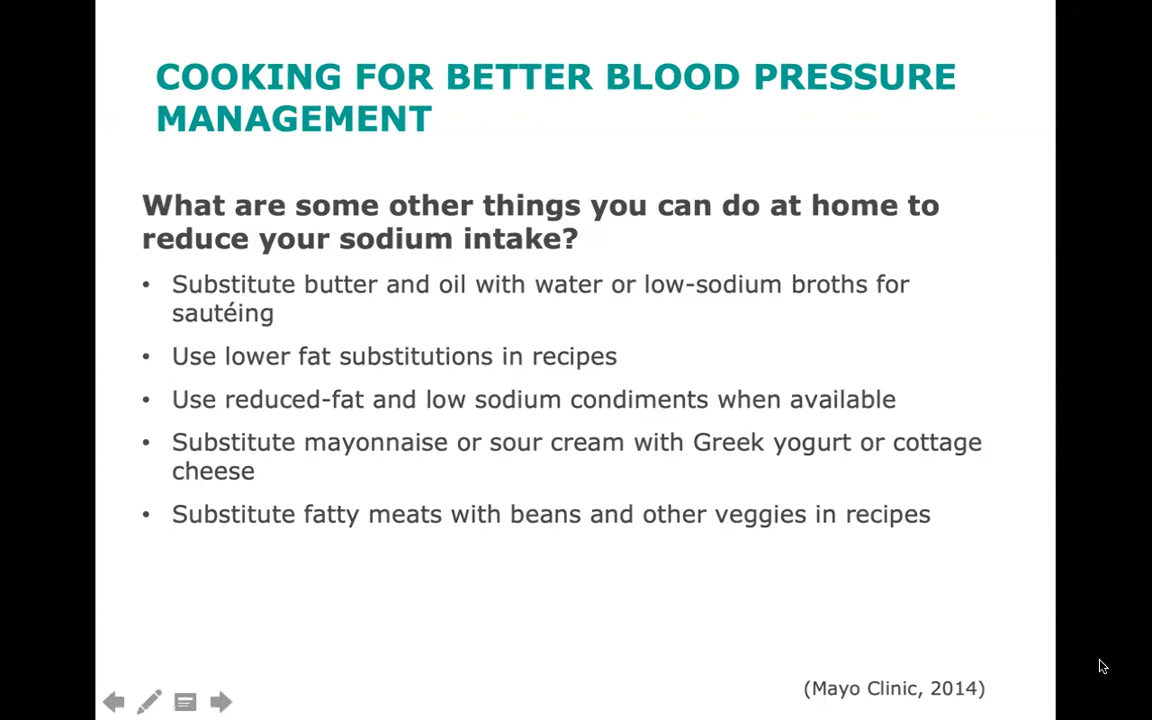 COOKING FOR BETTER BLOOD PRESSURE
MANAGEMENT
What are some other things you can do at home to
reduce your sodium intake?
• Substitute butter and oil with water or low-sodium broths for
sautéing
• Use lower fat substitutions in recipes
• Use reduced-fat and low sodium condiments when available
• Substitute mayonnaise or sour cream with Greek yogurt or cottage
cheese
• Substitute fatty meats with beans and other veggies in recipes
(Mayo Clinic, 2014)